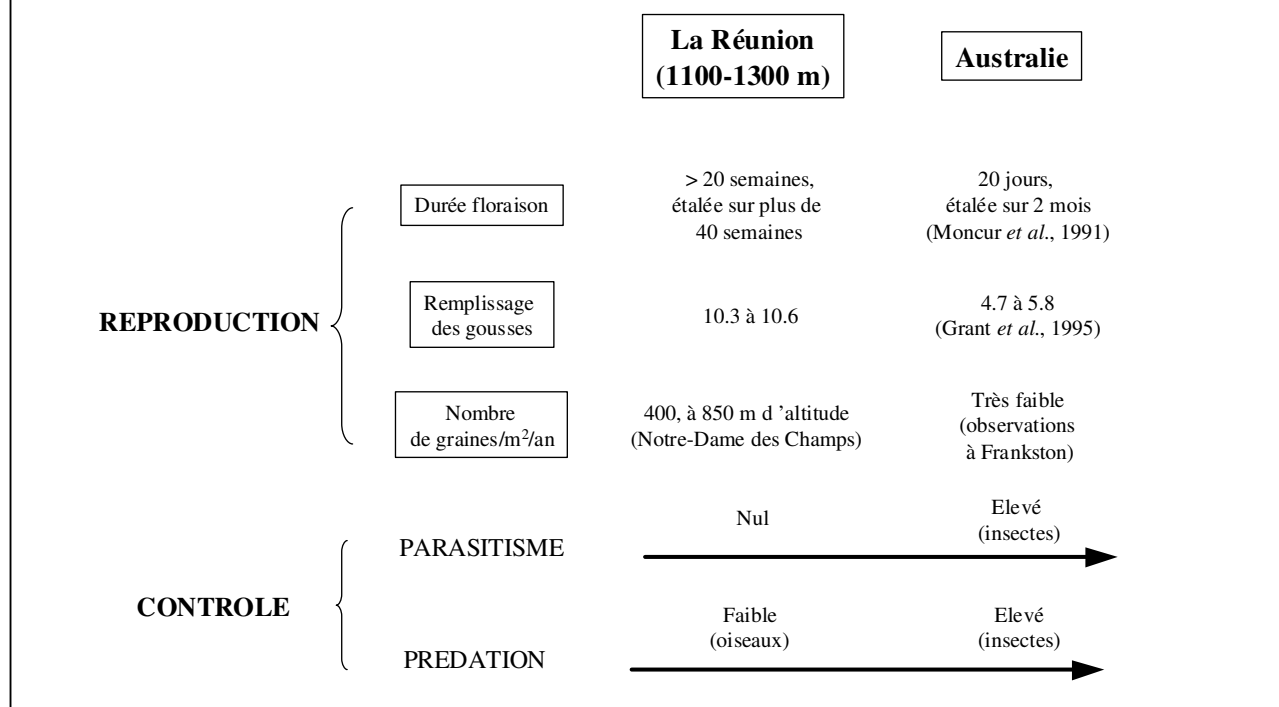 La Réunion
(1100-1300 m)
Australie
Durée floraison
> 20 semaines,
étalée sur plus de
40 semaines
20 jours,
étalée sur 2 mois
(Moncur et al., 1991)
REPRODUCTION
Remplissage
des gousses
10.3 à 10.6
4.7 à 5.8
(Grant et al., 1995)
Nombre
de graines/m²/an
400, à 850 m d ’altitude
(Notre-Dame des Champs)
Très faible
(observations
à Frankston)
CONTROLE
PARASITISME
Nul
Elevé
(insectes)
PREDATION
Faible
(oiseaux)
Elevé
(insectes)